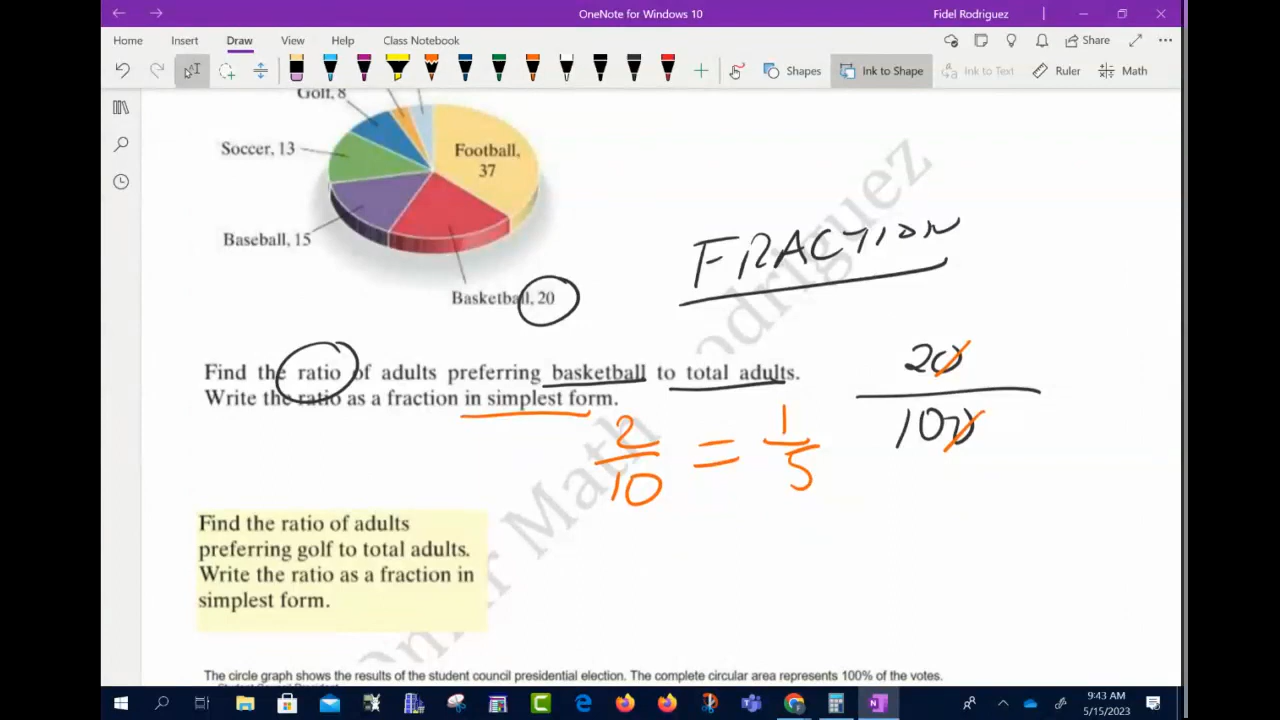 OneNote for Windows 10
Fidel Rodriguez
Home Insert Draw View Help Class Notebook
Share
Shapes Ink to Shape Ink to Text Ruler Math
Golf, 8
Soccer, 13
Football,
37
Baseball, 15
Basketball, 20
FRACTION
Find the ratio of adults preferring basketball to total adults.
Write the ratio as a fraction in simplest form.
20
100
2
10
=
1
5
Find the ratio of adults
preferring golf to total adults.
Write the ratio as a fraction in
simplest form.
The circle graph shows the results of the student council presidential election. The complete circular area represents 100% of the votes.
Student Council President
9:43 AM
5/15/2023